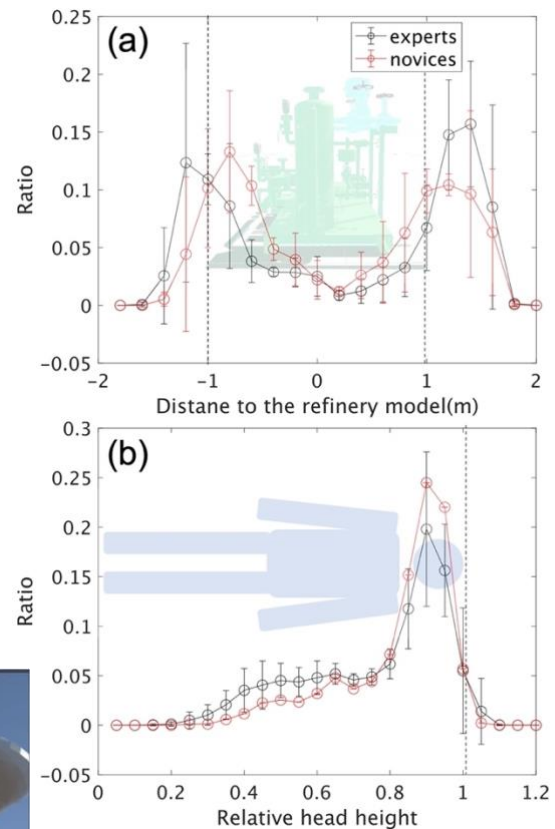 (a)
experts
novices
0.25
0.2
0.15
0.1
0.05
0
-0.05
Ratio
-2 -1 0 1 2
Distane to the refinery model(m)
(b)
0.3
0.25
0.2
0.15
0.1
0.05
0
-0.05
Ratio
0 0.2 0.4 0.6 0.8 1 1.2
Relative head height